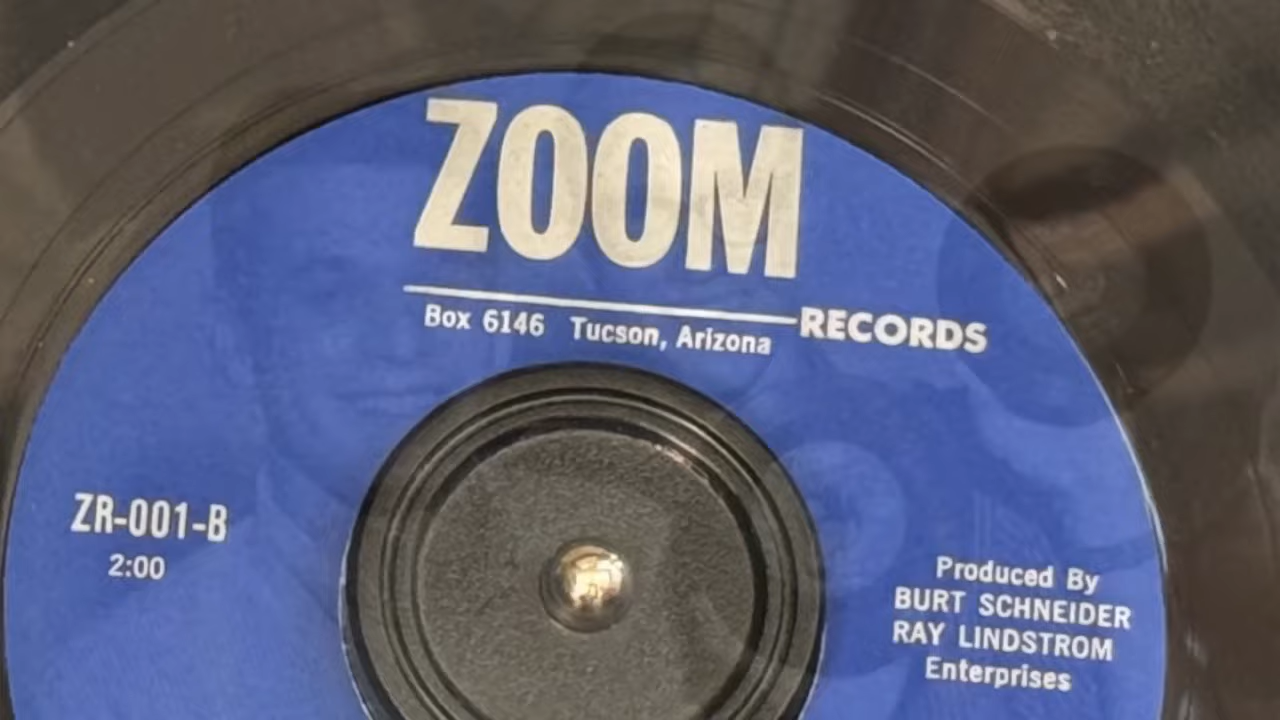 ZOOM
RECORDS
Box 6146 Tucson, Arizona
ZR-001-B
2:00
Produced By
BURT SCHNEIDER
RAY LINDSTROM
Enterprises